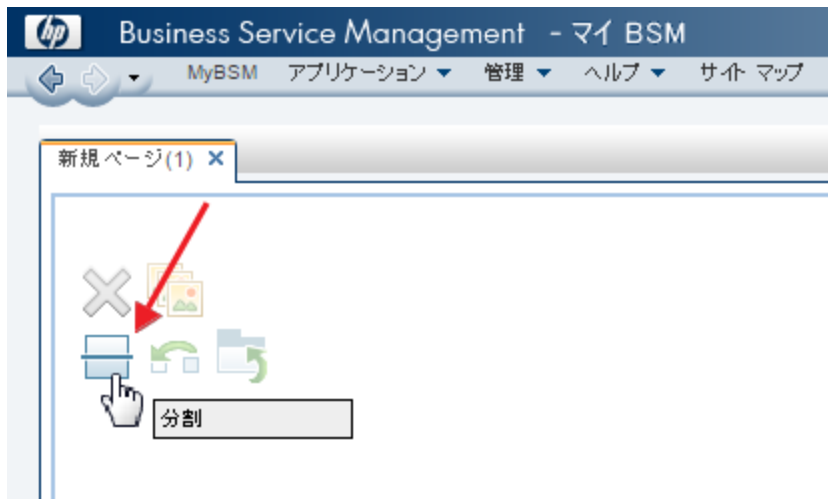 hp Business Service Management - マイ BSM
MyBSM アプリケーション 管理 ヘルプ サイト マップ
新規ページ(1)
分割